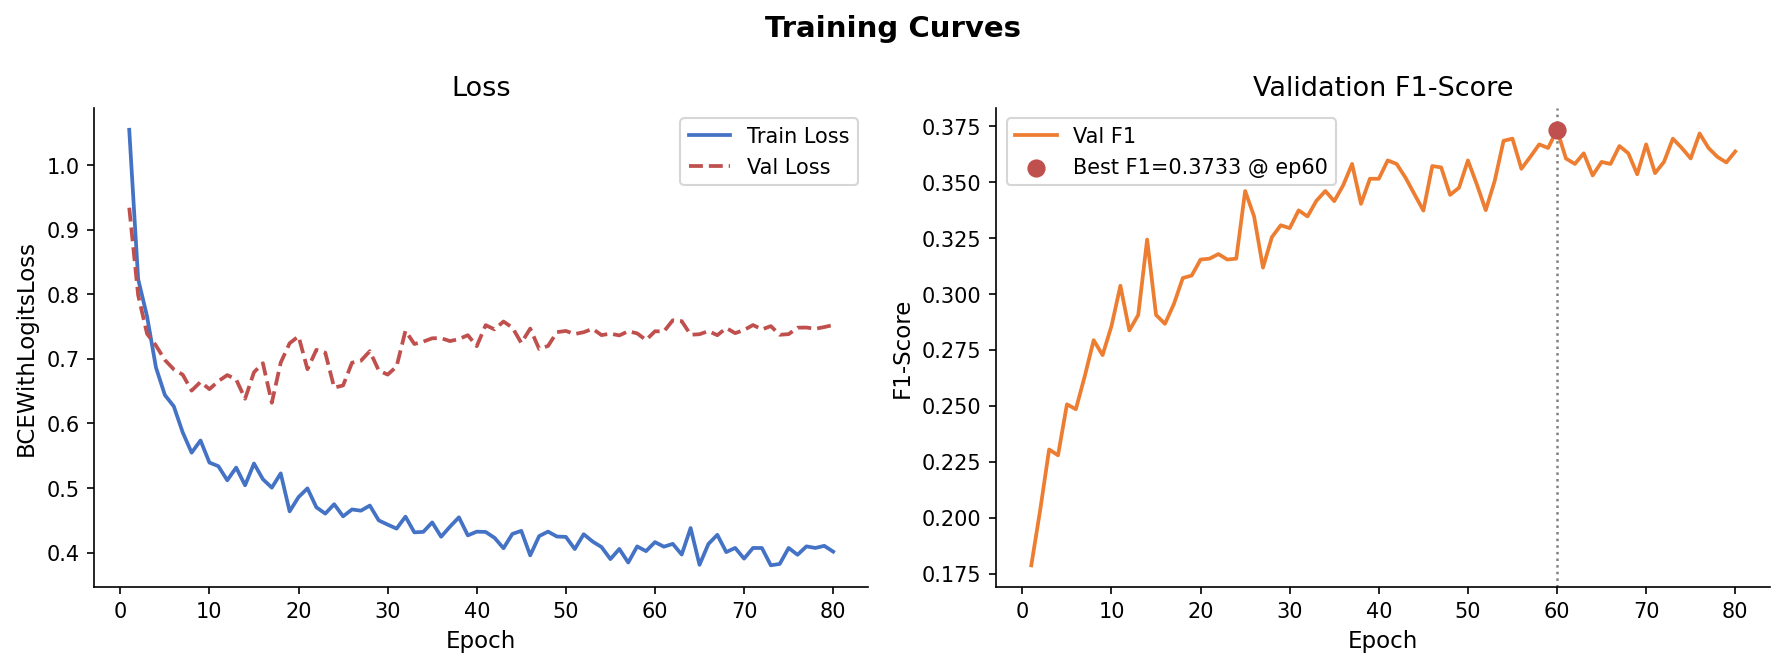 Training Curves
Loss
BCEWithLogitsLoss
1.0
0.9
0.8
0.7
0.6
0.5
0.4
Train Loss
Val Loss
0 10 20 30 40 50 60 70 80
Epoch
Validation F1-Score
F1-Score
0.375
0.350
0.325
0.300
0.275
0.250
0.225
0.200
0.175
Val F1
Best F1=0.3733 @ ep60
0 10 20 30 40 50 60 70 80
Epoch